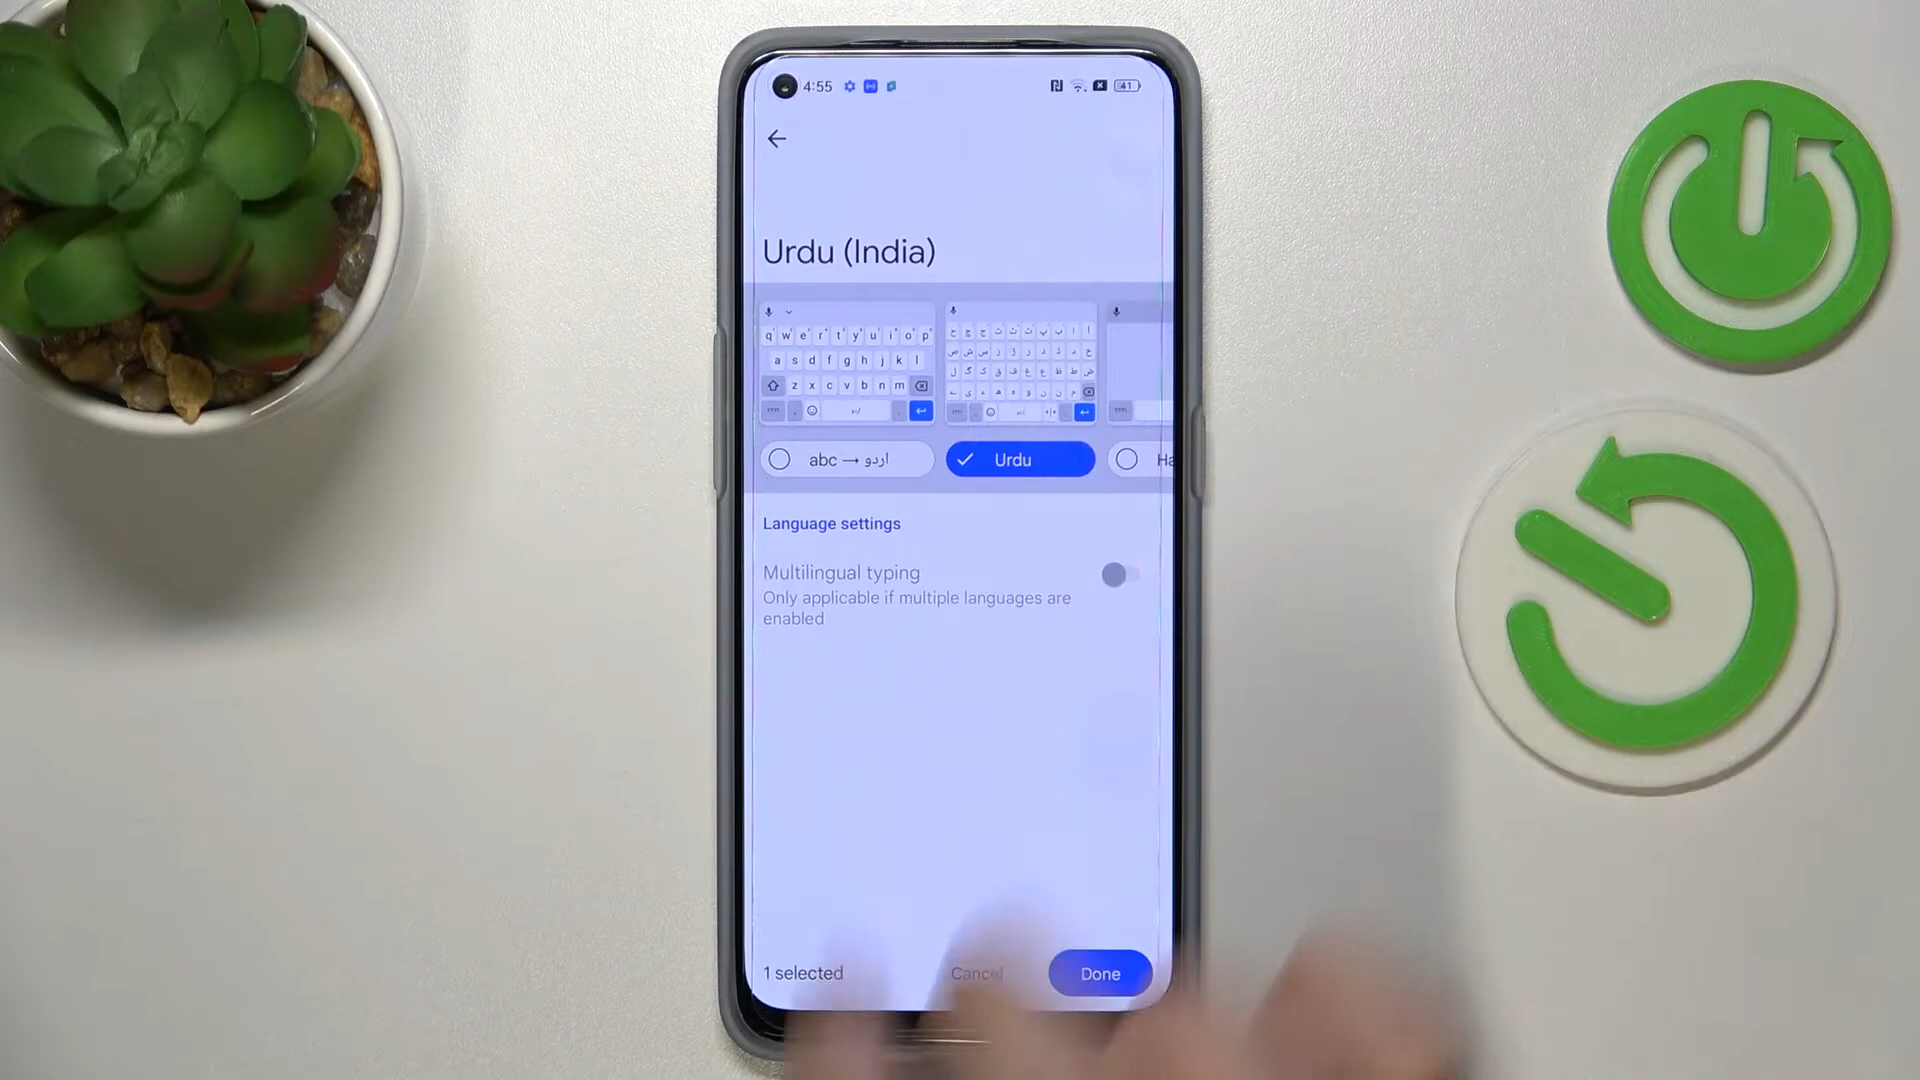 4:55
41
Urdu (India)
q w e r t y u i o p
a s d f g h j k l
z x c v b n m
abc → اردو
Urdu
Ha
Language settings
Multilingual typing
Only applicable if multiple languages are
enabled
1 selected
Cancel
Done